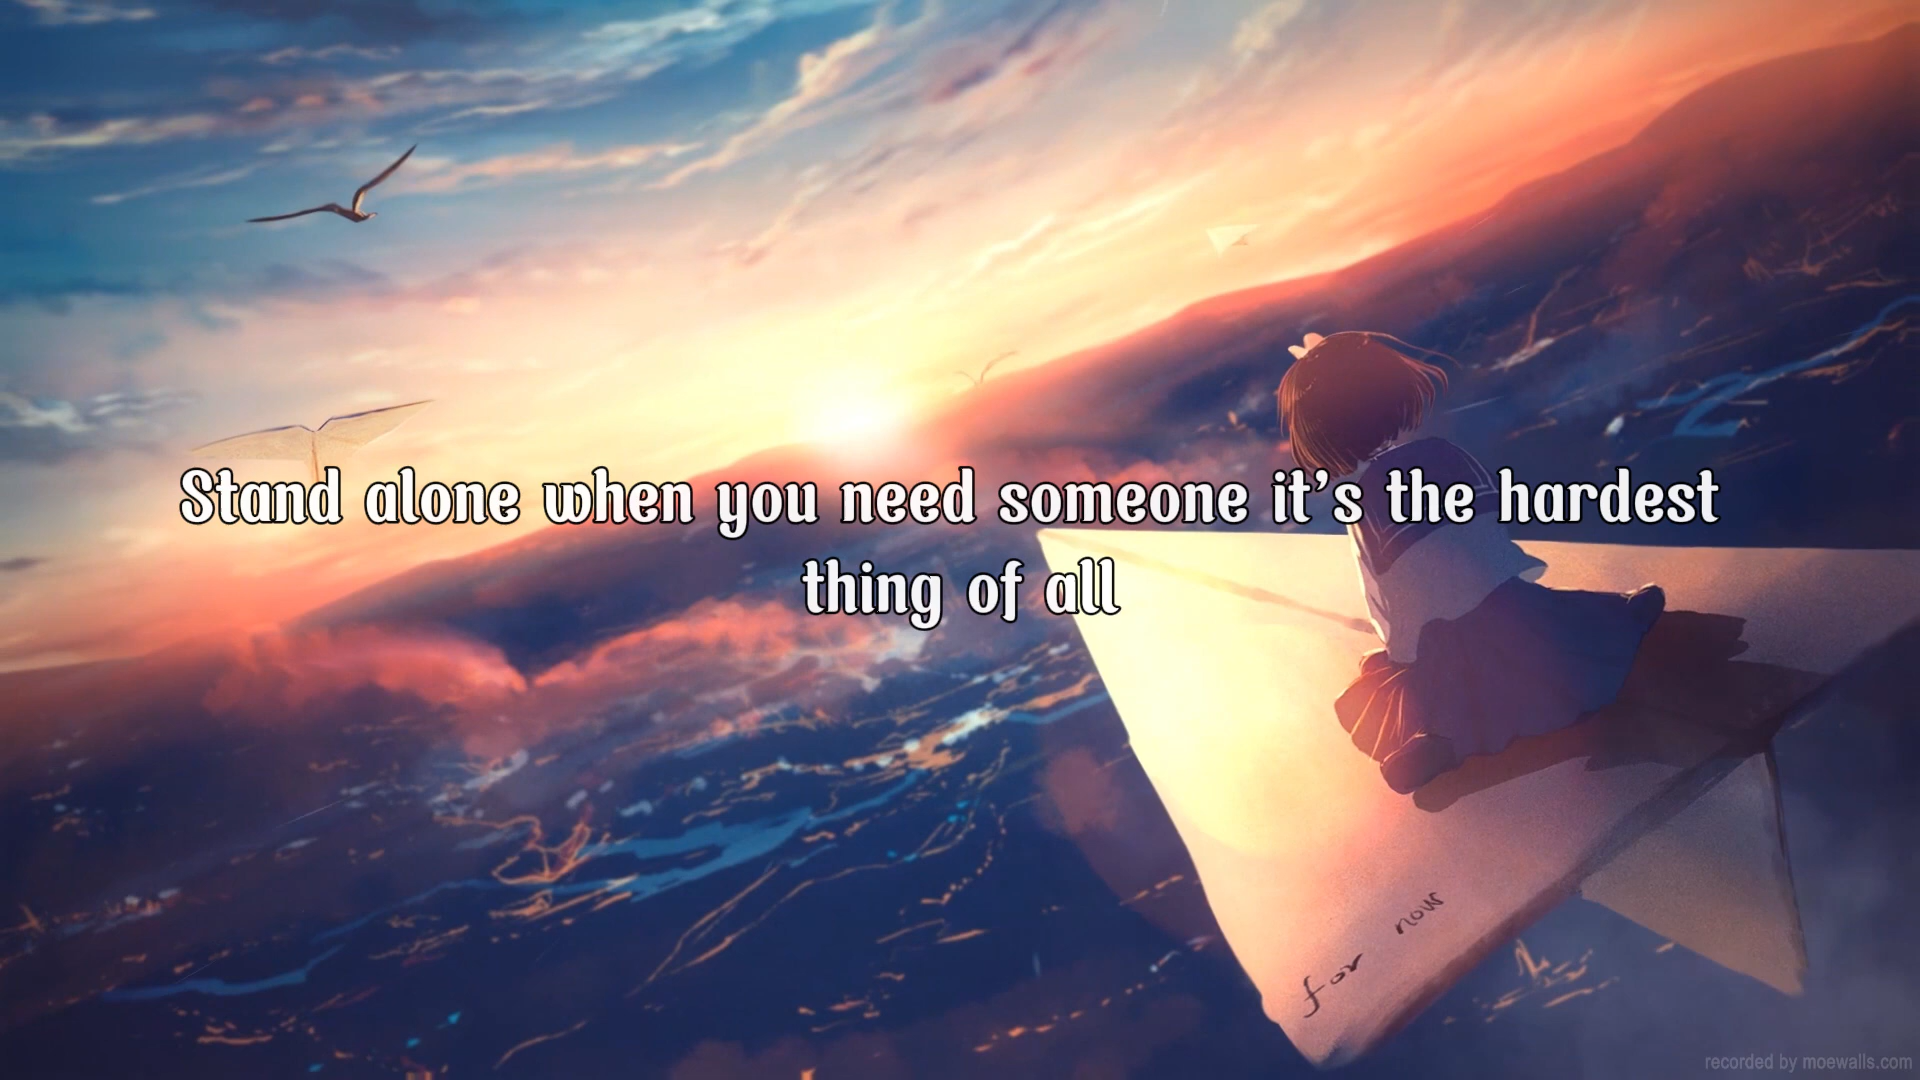 Stand alone when you need someone it's the hardest
thing of all
for now
recorded by moewalls.com